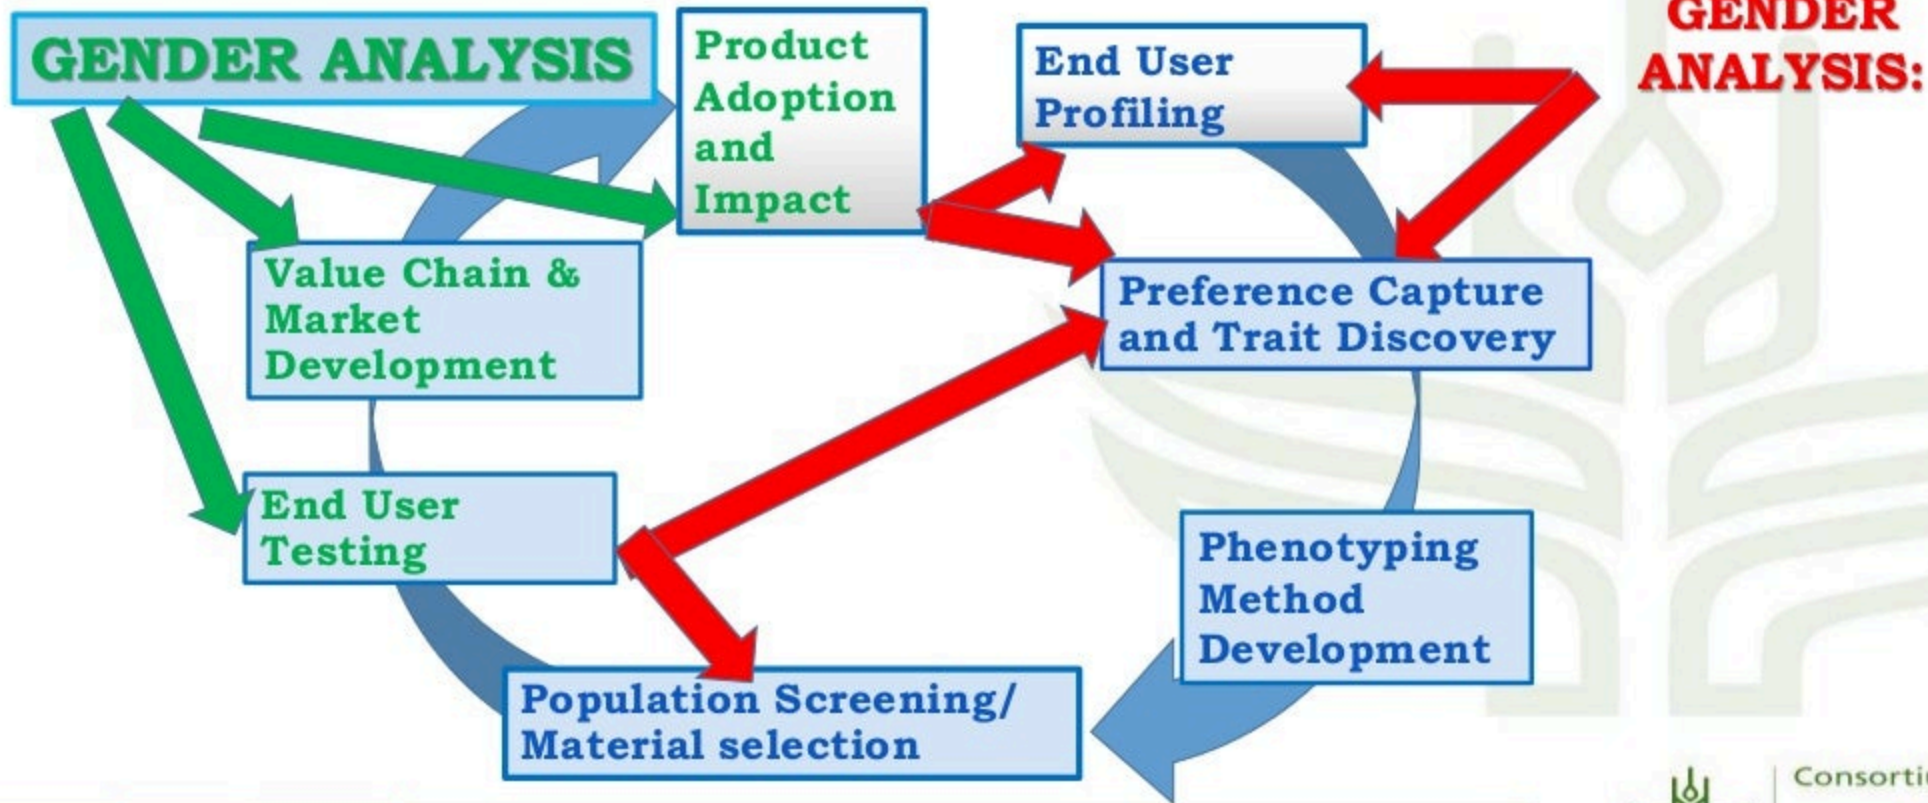 GENDER ANALYSIS
Product
Adoption
and
Impact
End User
Profiling
GENDER
ANALYSIS:
Value Chain &
Market
Development
Preference Capture
and Trait Discovery
End User
Testing
Phenotyping
Method
Development
Population Screening/
Material selection